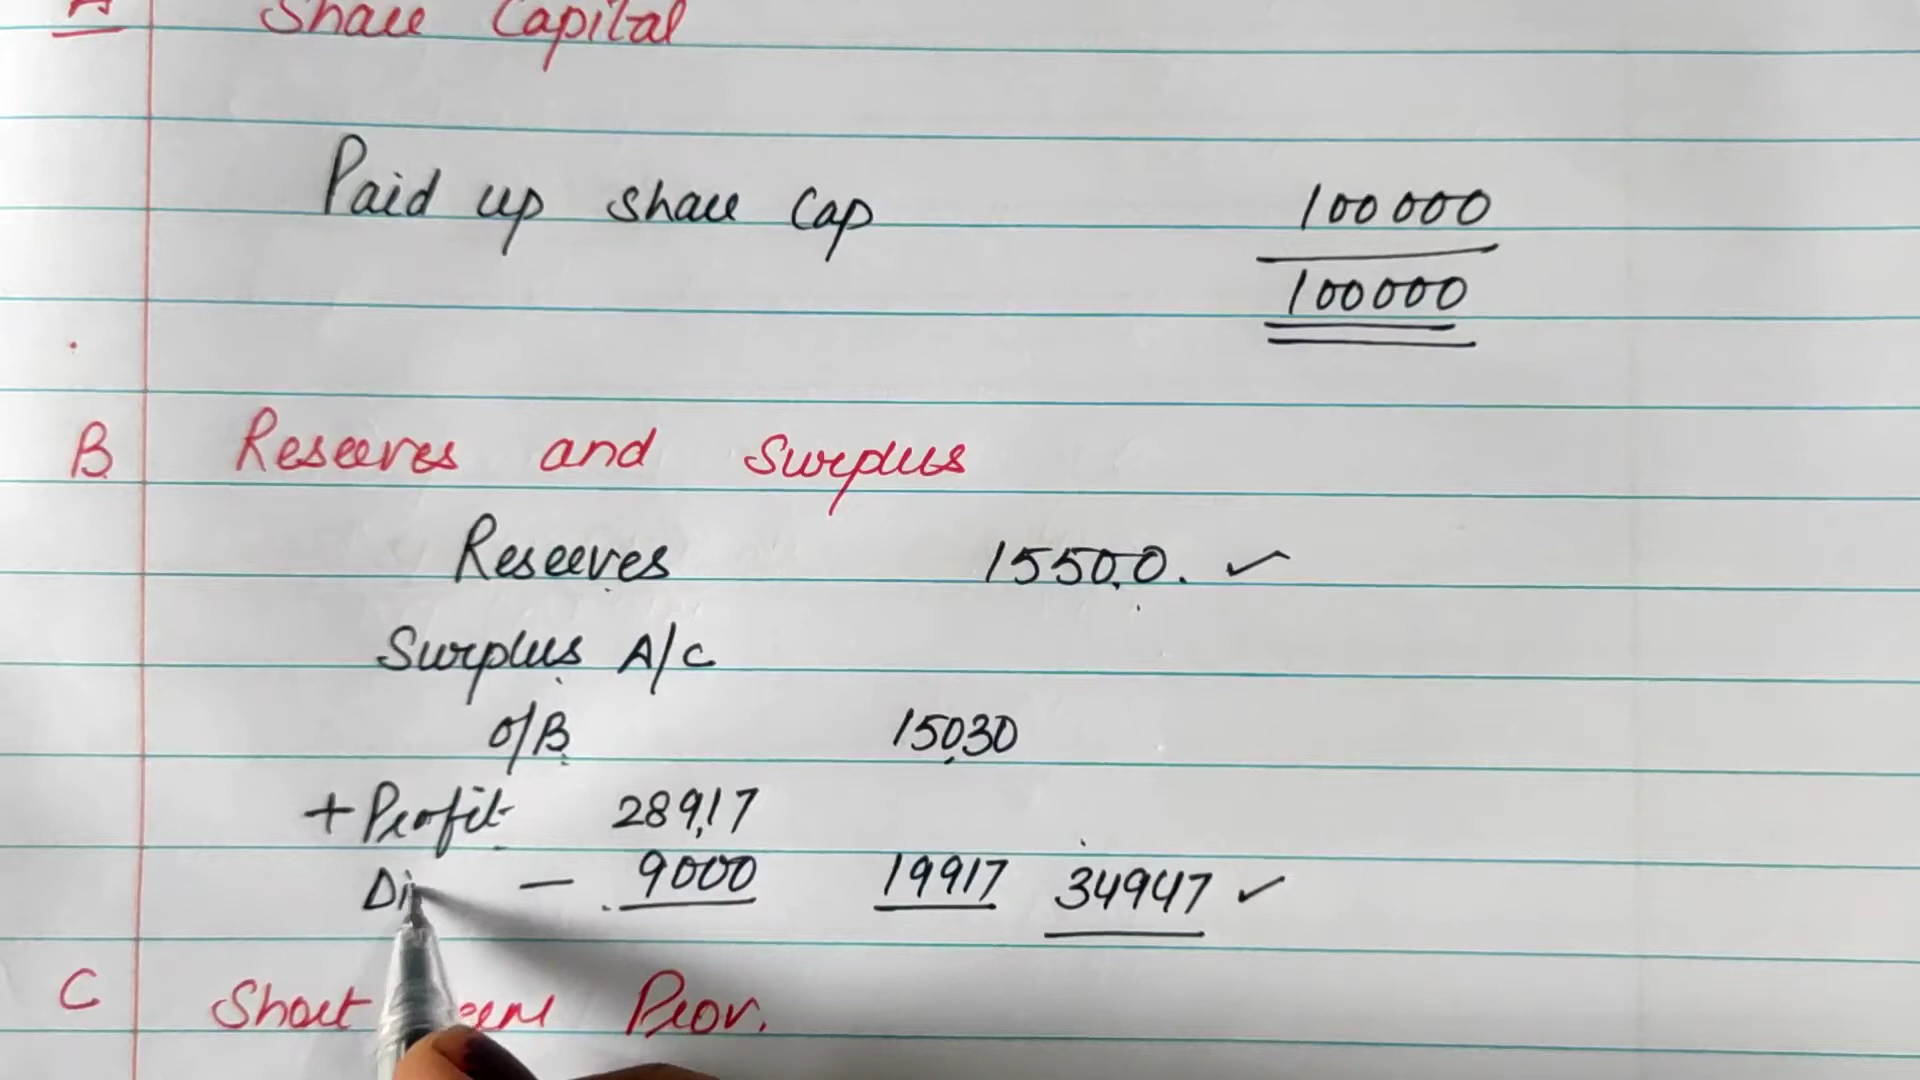 A Share Capital
Paid up share Cap 100000
100000
B Reserves and Surplus
Reserves 15500. ✓
Surplus A/C
O/B 15030
+ Profit 28917
Di — 9000 19917 34947 ✓
C Short Prov.